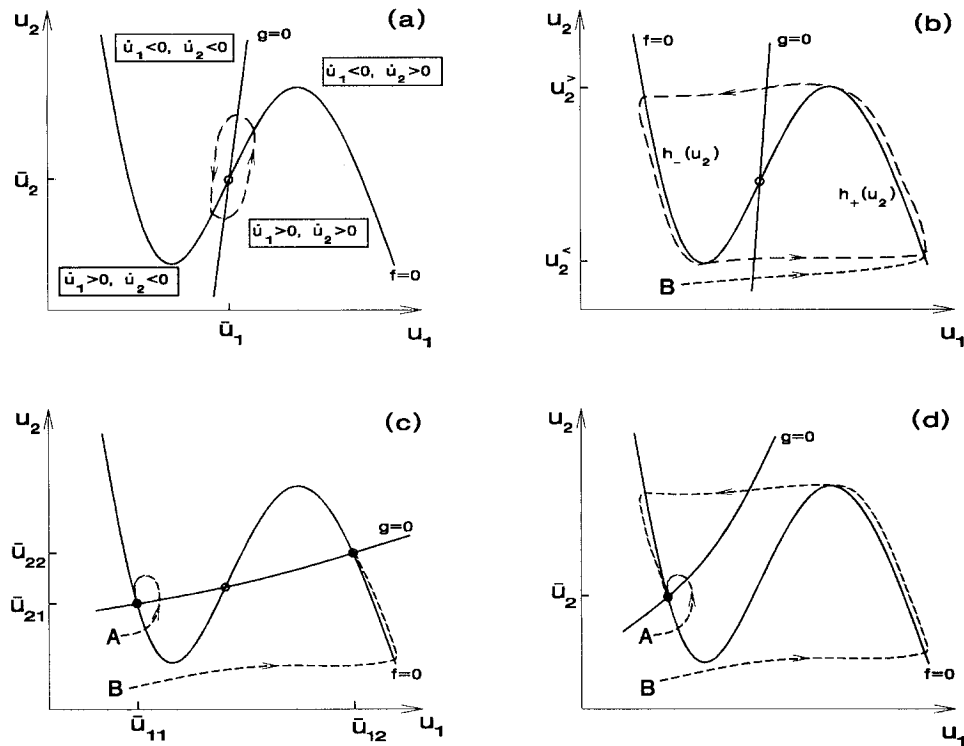 (a)
u₂
u̇₁<0, u̇₂<0
g=0
u̇₁<0, u̇₂>0
ū₂
u̇₁>0, u̇₂>0
u̇₁>0, u̇₂<0
f=0
ū₁
u₁
(b)
u₂
f=0
g=0
u₂^>
h₋(u₂)
h₊(u₂)
u₂^<
B
u₁
(c)
u₂
g=0
ū₂₂
ū₂₁
A
B
f=0
ū₁₁
ū₁₂
u₁
(d)
u₂
g=0
ū₂
A
B
f=0
u₁